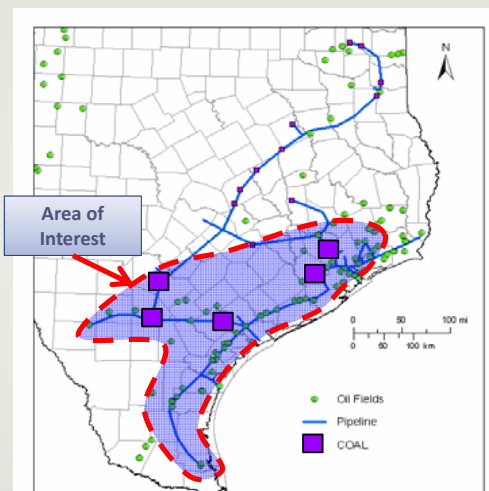 N
Area of
Interest
0 50 100 mi
0 50 100 km
Oil Fields
Pipeline
COAL